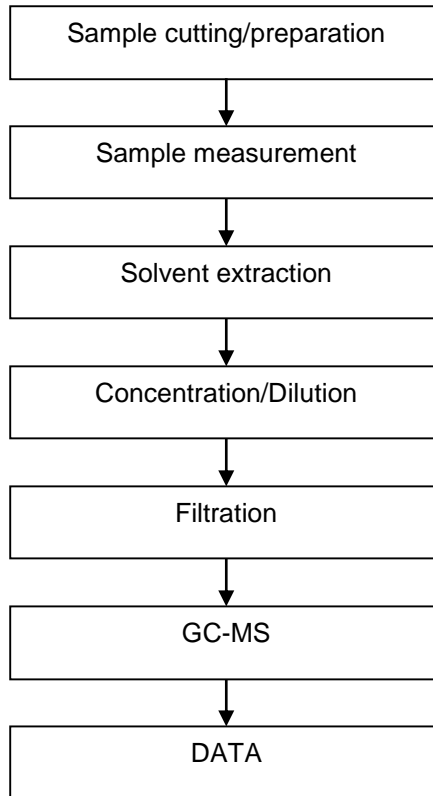 Sample cutting/preparation
Sample measurement
Solvent extraction
Concentration/Dilution
Filtration
GC-MS
DATA